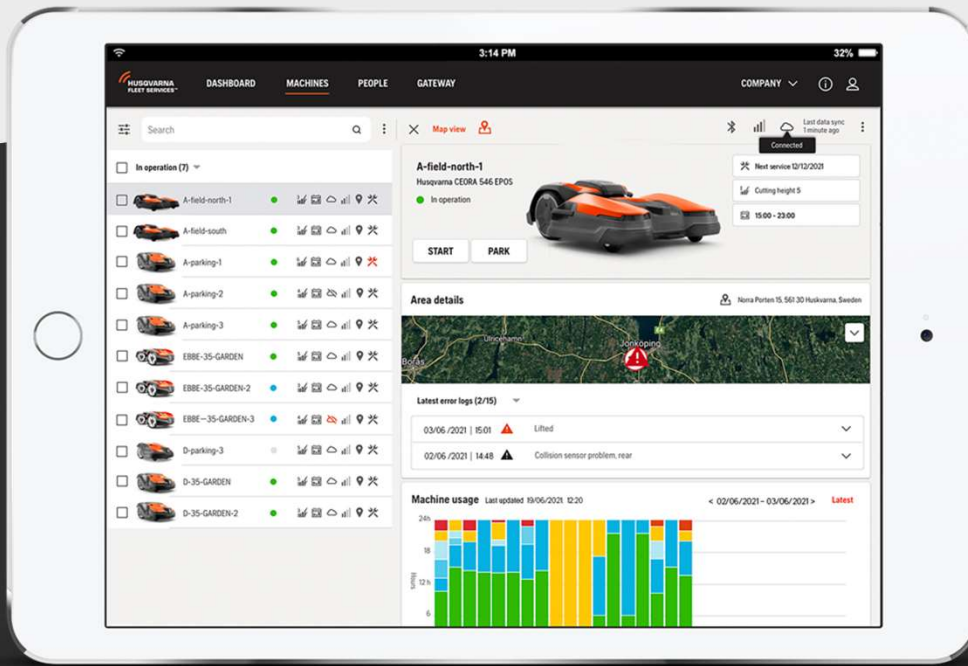 3:14 PM
32%
HUSQVARNA
FLEET SERVICES™
DASHBOARD
MACHINES
PEOPLE
GATEWAY
COMPANY
Search
Map view
Last data sync
1 minute ago
Connected
In operation (7)
A-field-north-1
A-field-south
A-parking-1
A-parking-2
A-parking-3
EBBE-35-GARDEN
EBBE-35-GARDEN-2
EBBE—35-GARDEN-3
D-parking-3
D-35-GARDEN
D-35-GARDEN-2
A-field-north-1
Husqvarna CEORA 546 EPOS
In operation
START
PARK
Next service 12/12/2021
Cutting height 5
15:00 - 23:00
Area details
Norra Porten 15, 561 30 Huskvarna, Sweden
Ulricehamn
Jönköping
Borås
Latest error logs (2/15)
03/06 /2021 | 15:01
Lifted
02/06 /2021 | 14:48
Collision sensor problem, rear
Machine usage
Last updated 19/06/2021 12:20
< 02/06/2021 - 03/06/2021 >
Latest
24h
18
12 h
6
Hours